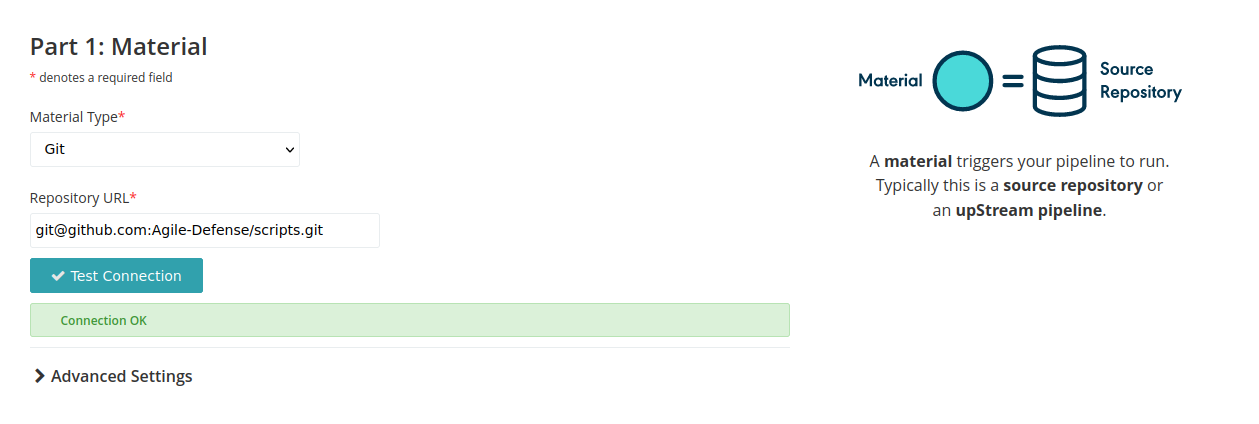 Part 1: Material
* denotes a required field
Material Type*
Git
Repository URL*
git@github.com:Agile-Defense/scripts.git
Test Connection
Connection OK
Advanced Settings
Material
=
Source
Repository
A material triggers your pipeline to run.
Typically this is a source repository or
an upStream pipeline.